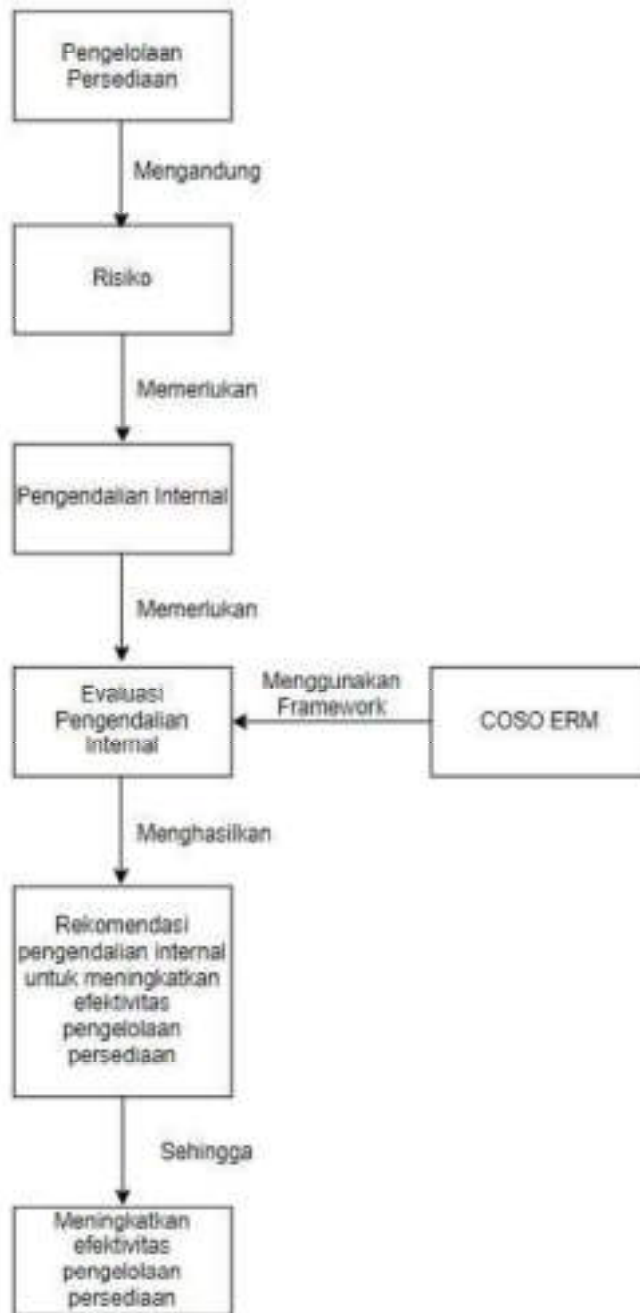 Pengelolaan
Persediaan
Mengandung
Risiko
Memerlukan
Pengendalian Internal
Memerlukan
Evaluasi
Pengendalian
Internal
Menggunakan
Framework
COSO ERM
Menghasilkan
Rekomendasi
pengendalian internal
untuk meningkatkan
efektivitas
pengelolaan
persediaan
Sehingga
Meningkatkan
efektivitas
pengelolaan
persediaan